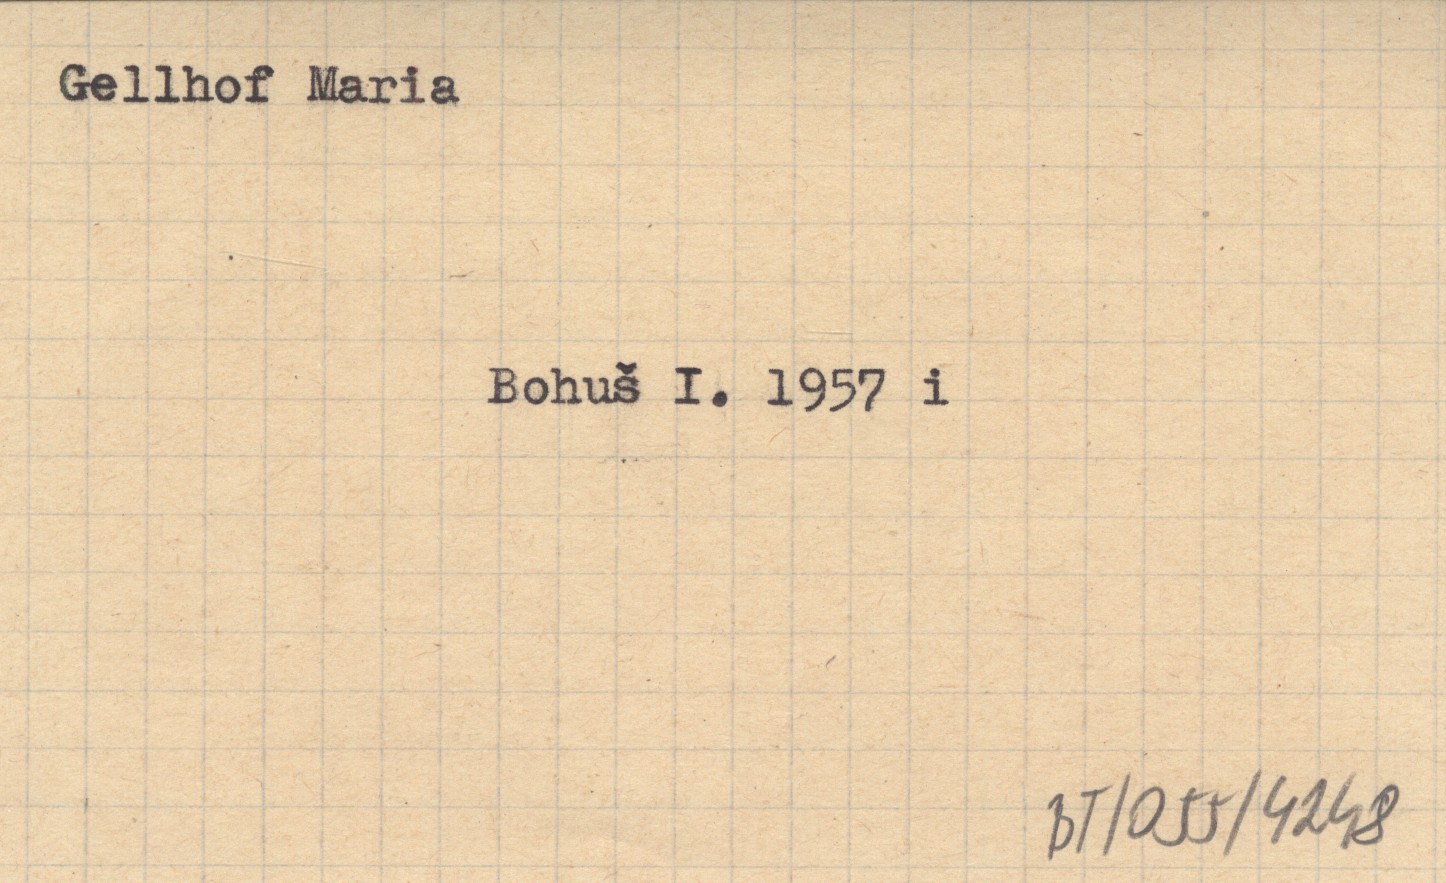 Gellhof Maria
Bohuš I. 1957 i
BT/055/4248